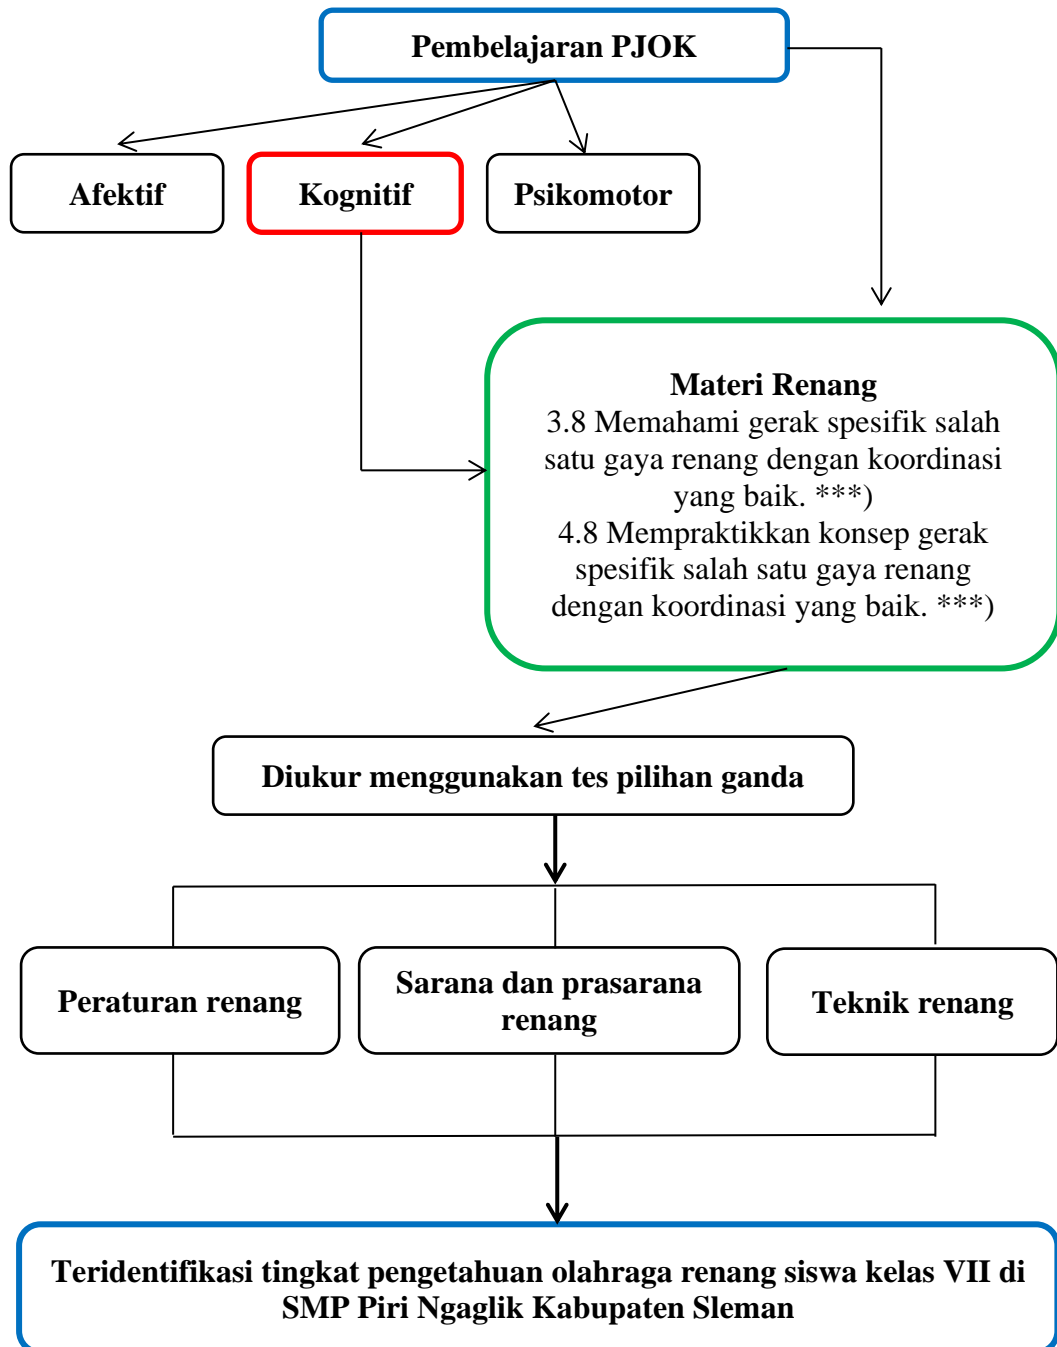 Pembelajaran PJOK
Afektif
Kognitif
Psikomotor
Materi Renang
3.8 Memahami gerak spesifik salah
satu gaya renang dengan koordinasi
yang baik. ***)
4.8 Mempraktikkan konsep gerak
spesifik salah satu gaya renang
dengan koordinasi yang baik. ***)
Diukur menggunakan tes pilihan ganda
Peraturan renang
Sarana dan prasarana
renang
Teknik renang
Teridentifikasi tingkat pengetahuan olahraga renang siswa kelas VII di
SMP Piri Ngaglik Kabupaten Sleman